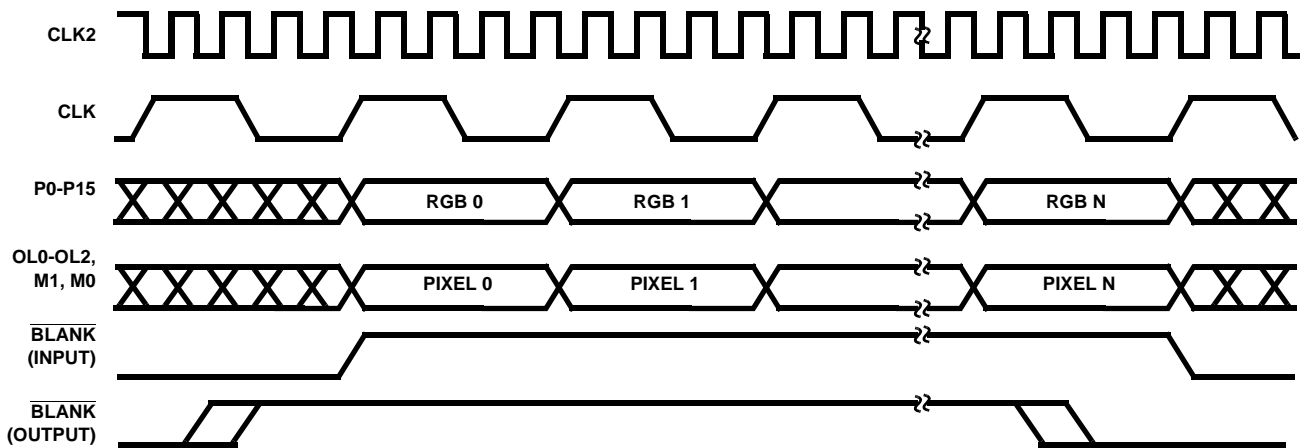 CLK2
CLK
P0-P15
RGB 0 RGB 1 RGB N
OL0-OL2,
M1, M0
PIXEL 0 PIXEL 1 PIXEL N
BLANK
(INPUT)
BLANK
(OUTPUT)